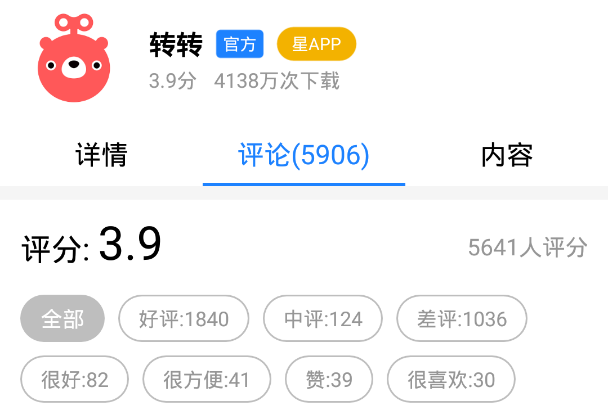 转转 官方 星APP
3.9分 4138万次下载
详情 评论(5906) 内容
评分: 3.9 5641人评分
全部 好评:1840 中评:124 差评:1036
很好:82 很方便:41 赞:39 很喜欢:30